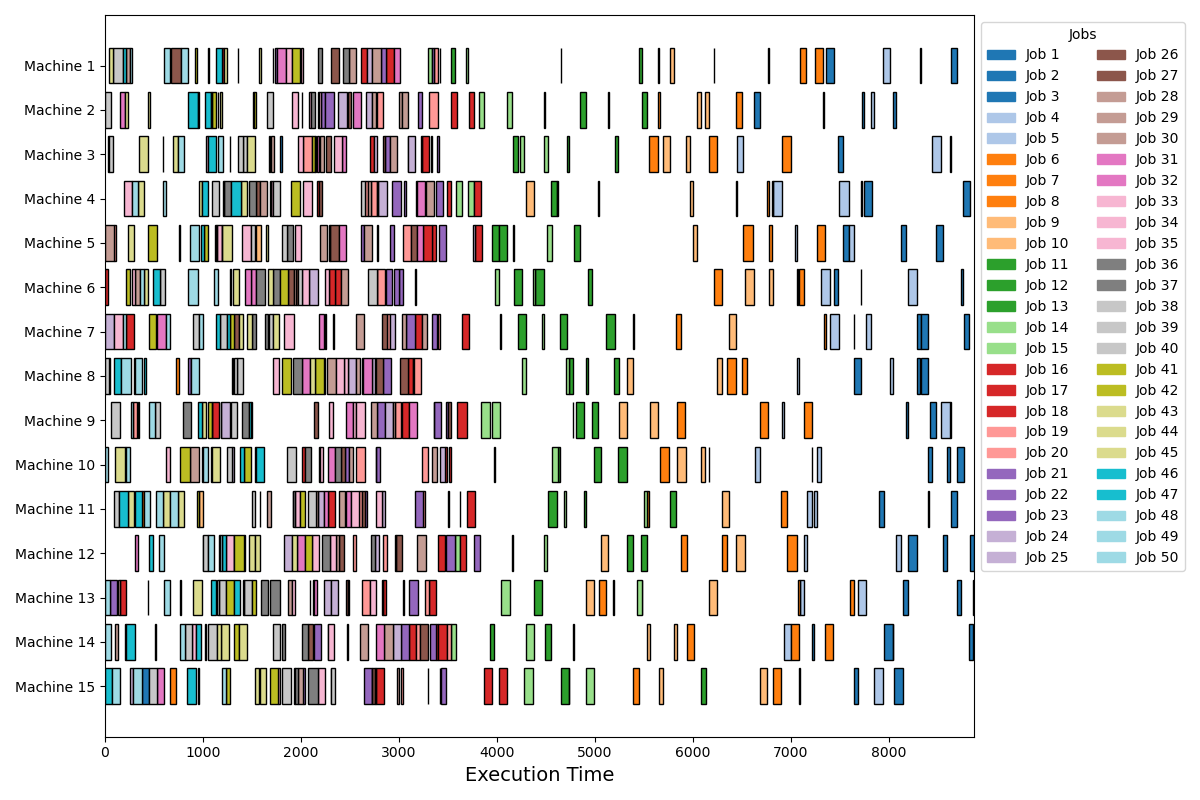 Machine 1
Machine 2
Machine 3
Machine 4
Machine 5
Machine 6
Machine 7
Machine 8
Machine 9
Machine 10
Machine 11
Machine 12
Machine 13
Machine 14
Machine 15
0 1000 2000 3000 4000 5000 6000 7000 8000
Execution Time
Jobs
Job 1 Job 26
Job 2 Job 27
Job 3 Job 28
Job 4 Job 29
Job 5 Job 30
Job 6 Job 31
Job 7 Job 32
Job 8 Job 33
Job 9 Job 34
Job 10 Job 35
Job 11 Job 36
Job 12 Job 37
Job 13 Job 38
Job 14 Job 39
Job 15 Job 40
Job 16 Job 41
Job 17 Job 42
Job 18 Job 43
Job 19 Job 44
Job 20 Job 45
Job 21 Job 46
Job 22 Job 47
Job 23 Job 48
Job 24 Job 49
Job 25 Job 50